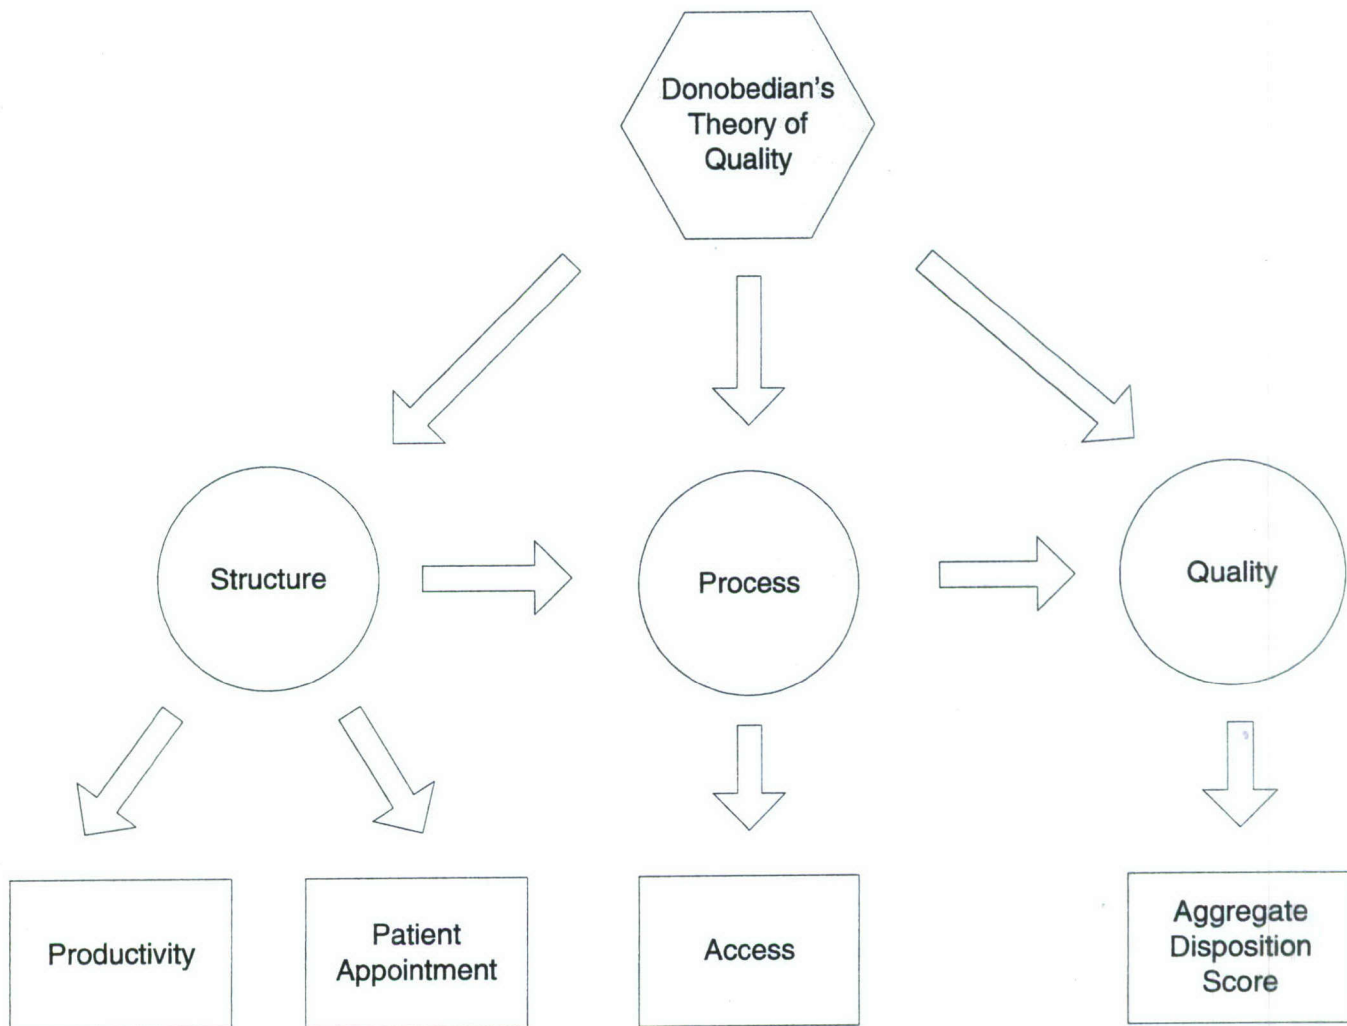 Donobedian's
Theory of
Quality
Structure
Process
Quality
Productivity
Patient
Appointment
Access
Aggregate
Disposition
Score